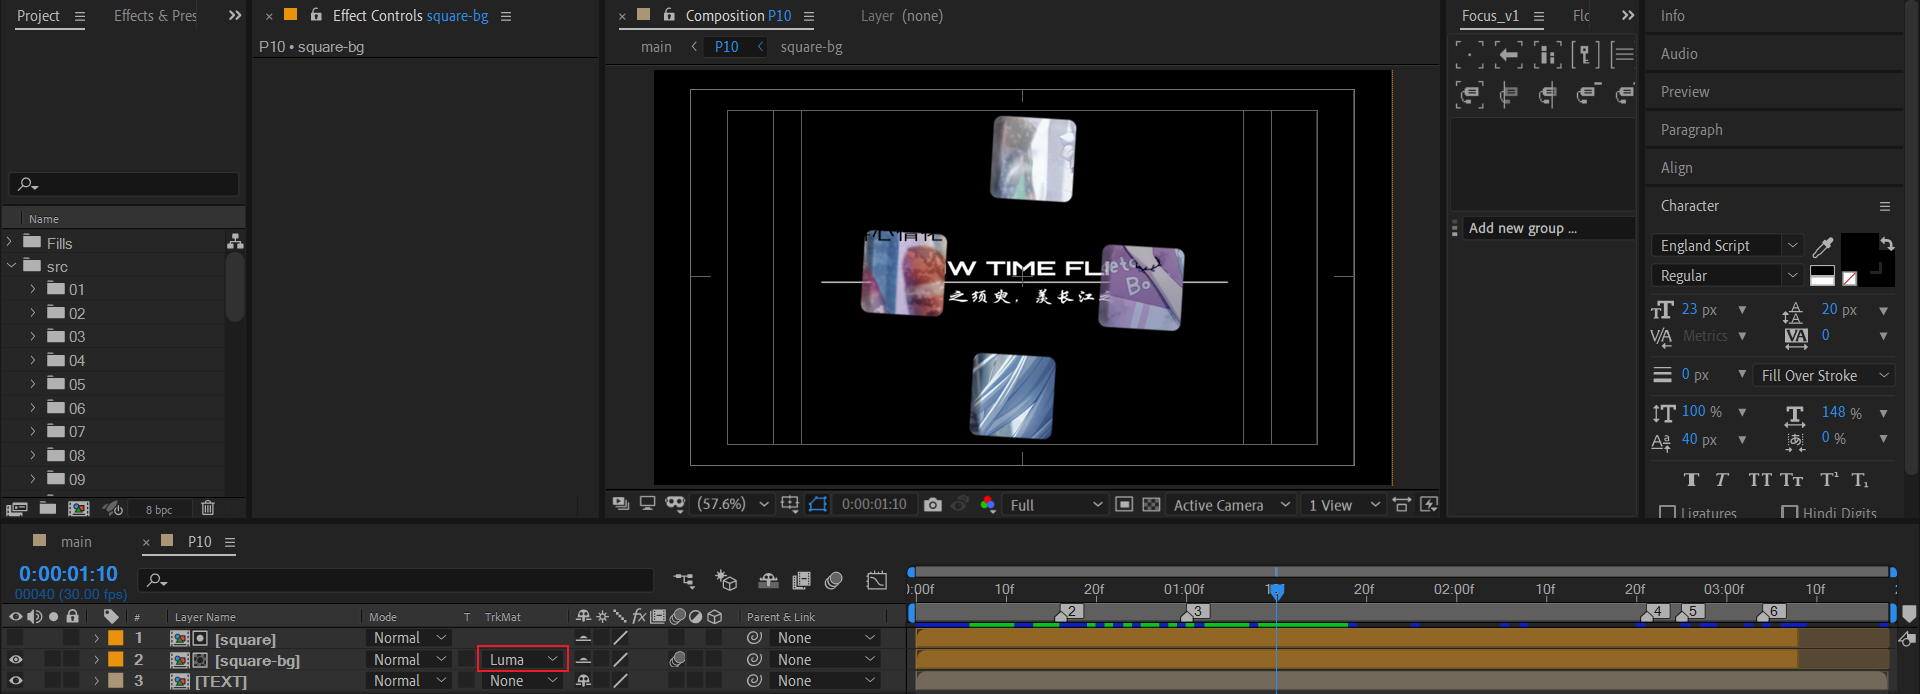 Project
Effects & Pres
Effect Controls square-bg
Composition P10
Layer (none)
Focus_v1
Flc
Info
P10 • square-bg
main
P10
square-bg
Audio
Preview
Paragraph
Align
Character
Add new group ...
Name
Fills
src
01
02
03
04
05
06
07
08
09
8 bpc
W TIME FL
之须臾，羡长江之
Bo
England Script
Regular
23 px
20 px
Metrics
0
0 px
Fill Over Stroke
100 %
148 %
40 px
0 %
T T TT Tt T¹ T₁
Ligatures
Hindi Digits
(57.6%)
0:00:01:10
Full
Active Camera
1 View
main
P10
0:00:01:10
00040 (30.00 fps)
# Layer Name
Mode
T TrkMat
Parent & Link
1 [square]
Normal
None
2 [square-bg]
Normal
Luma
None
3 [TEXT]
Normal
None
None
):00f
10f
20f
01:00f
20f
02:00f
10f
20f
03:00f
10f
2
3
4
5
6